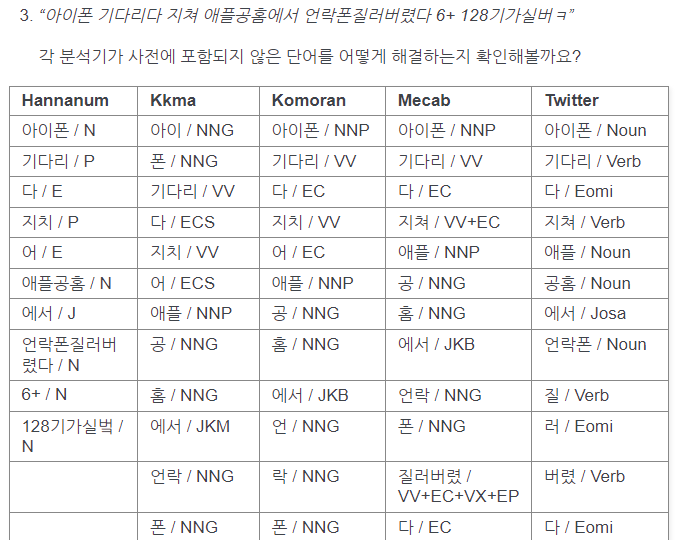 3. “아이폰 기다리다 지쳐 애플공홈에서 언락폰질러버렸다 6+ 128기가실버ㅋ”
각 분석기가 사전에 포함되지 않은 단어를 어떻게 해결하는지 확인해볼까요?
Hannanum Kkma Komoran Mecab Twitter
아이폰 / N 아이 / NNG 아이폰 / NNP 아이폰 / NNP 아이폰 / Noun
기다리 / P 폰 / NNG 기다리 / VV 기다리 / VV 기다리 / Verb
다 / E 기다리 / VV 다 / EC 다 / EC 다 / Eomi
지치 / P 다 / ECS 지치 / VV 지쳐 / VV+EC 지쳐 / Verb
어 / E 지치 / VV 어 / EC 애플 / NNP 애플 / Noun
애플공홈 / N 어 / ECS 애플 / NNP 공 / NNG 공홈 / Noun
에서 / J 애플 / NNP 공 / NNG 홈 / NNG 에서 / Josa
언락폰질러버 공 / NNG 홈 / NNG 에서 / JKB 언락폰 / Noun
렸다 / N
6+ / N 홈 / NNG 에서 / JKB 언락 / NNG 질 / Verb
128기가실벜 / 에서 / JKM 언 / NNG 폰 / NNG 러 / Eomi
N
언락 / NNG 락 / NNG 질러버렸 / 버렸 / Verb
VV+EC+VX+EP
폰 / NNG 폰 / NNG 다 / EC 다 / Eomi